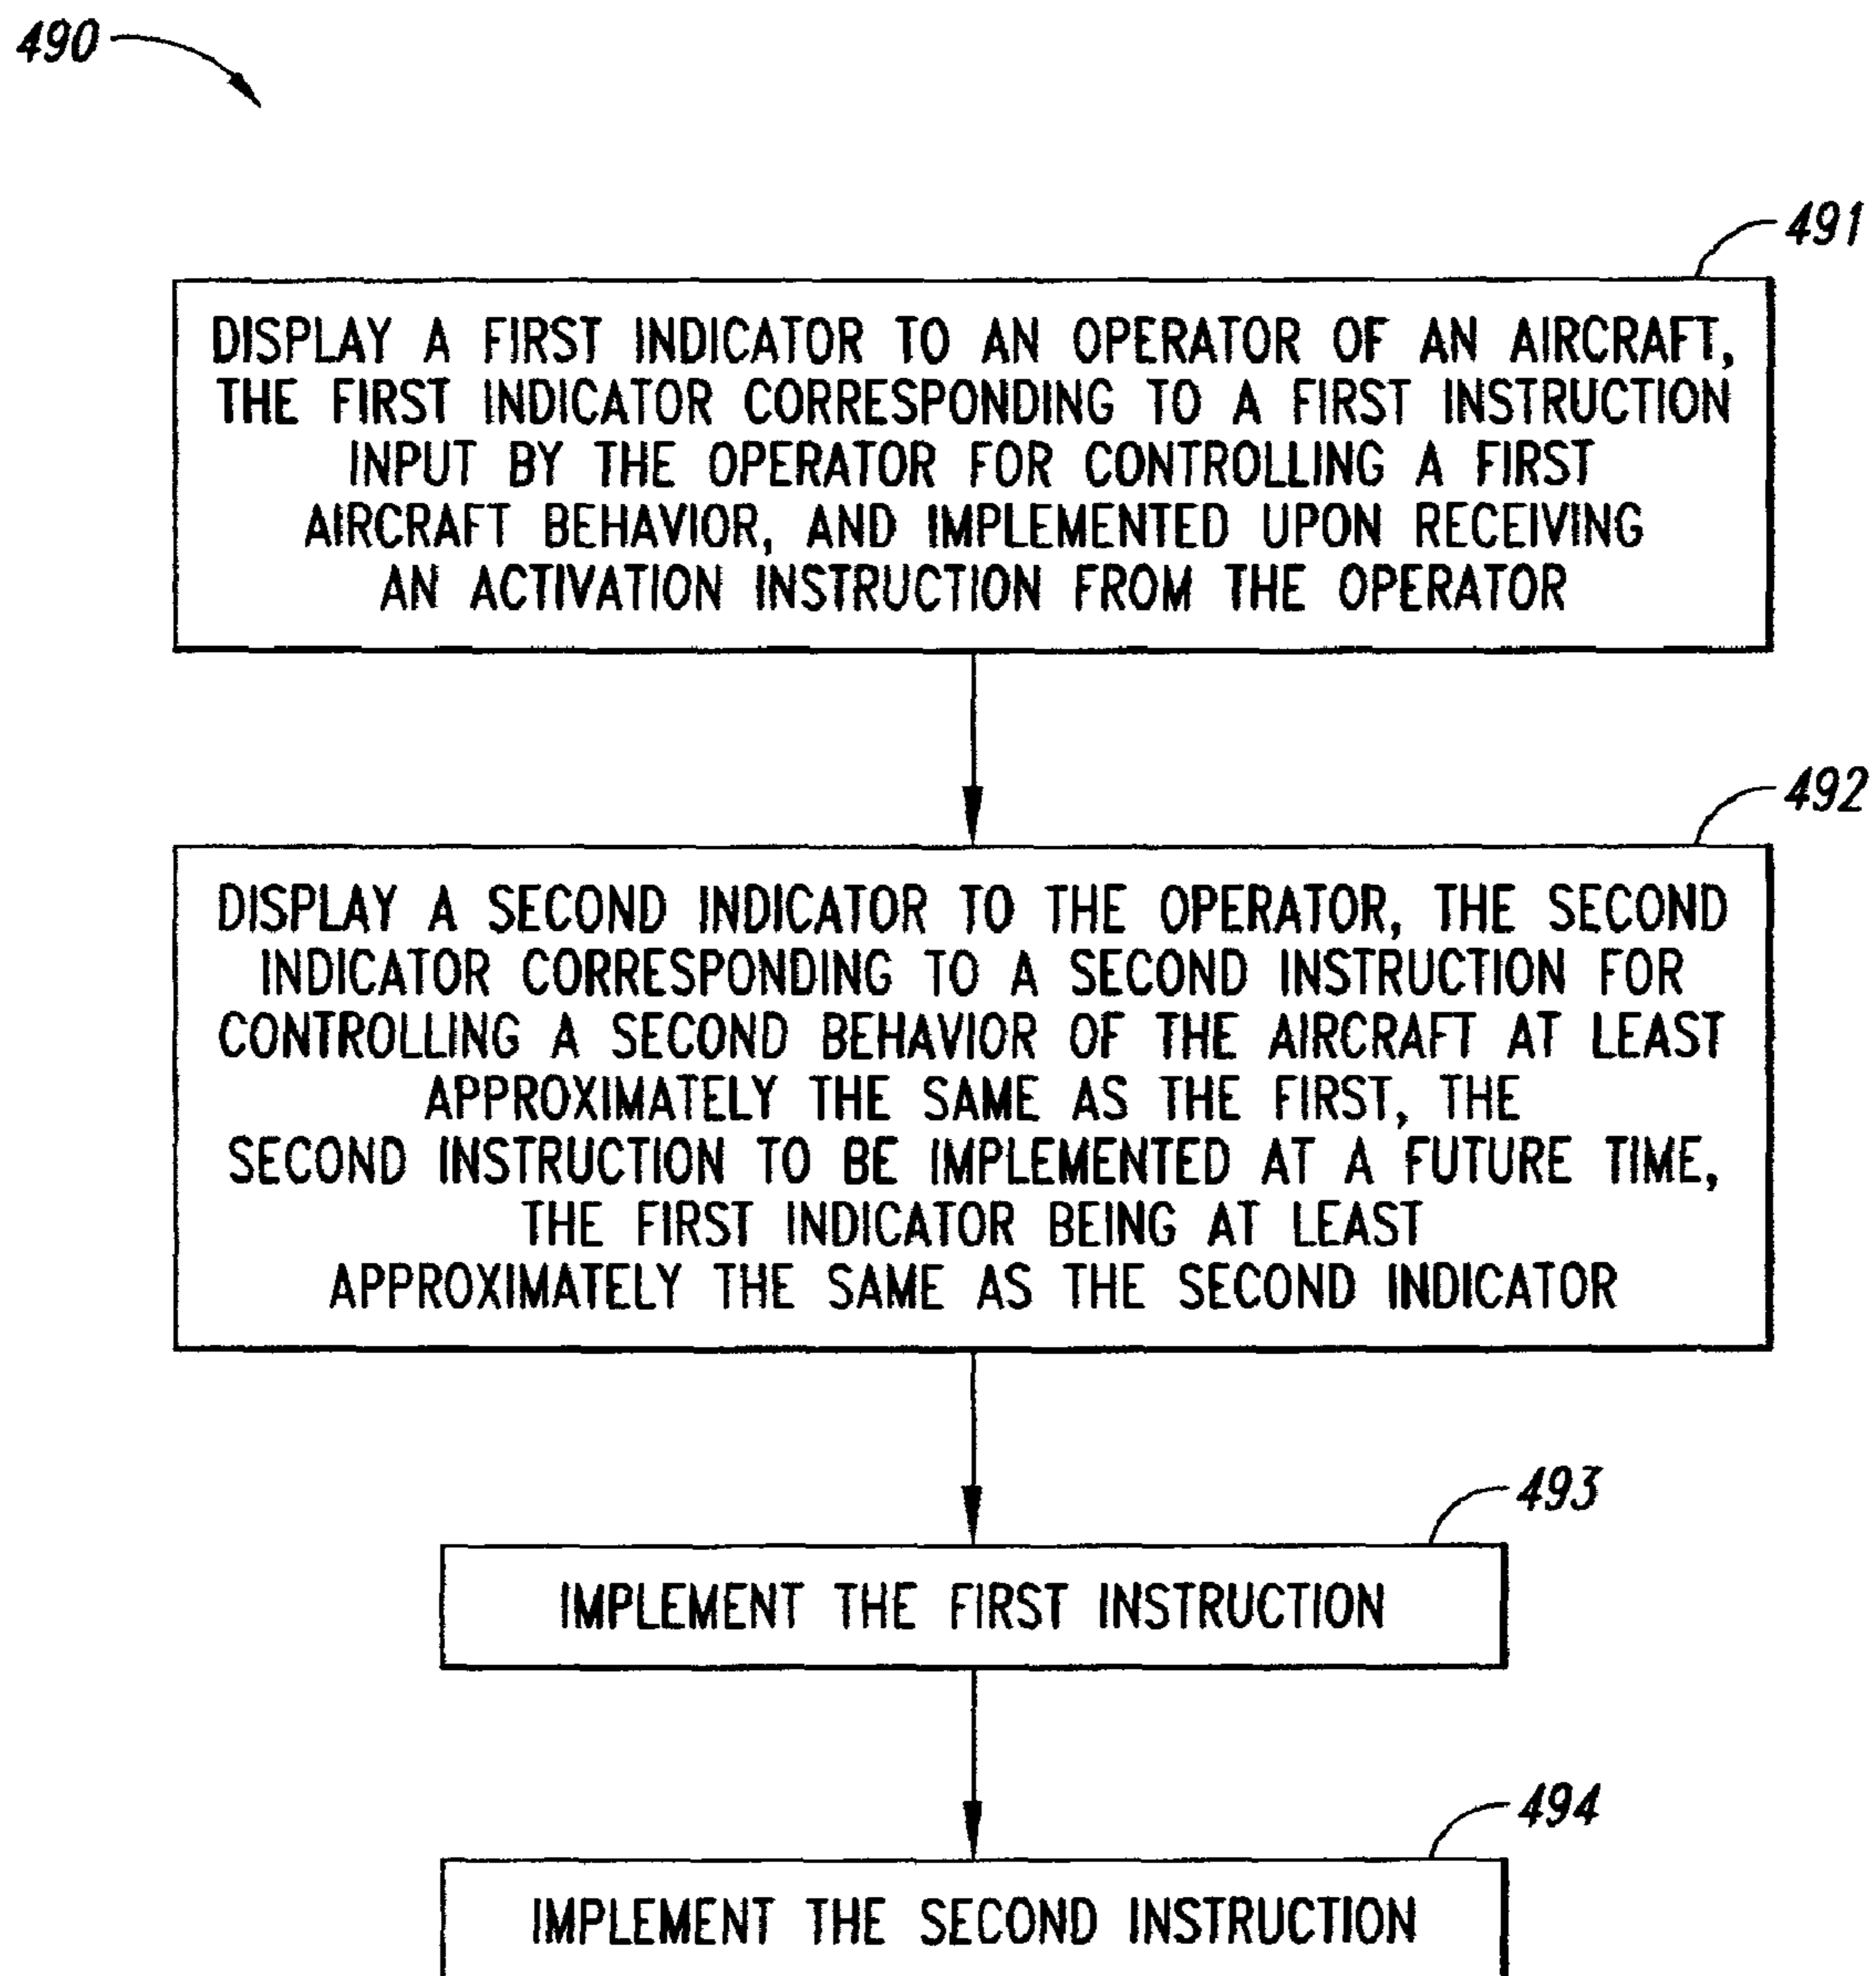 490
491
DISPLAY A FIRST INDICATOR TO AN OPERATOR OF AN AIRCRAFT,
THE FIRST INDICATOR CORRESPONDING TO A FIRST INSTRUCTION
INPUT BY THE OPERATOR FOR CONTROLLING A FIRST
AIRCRAFT BEHAVIOR, AND IMPLEMENTED UPON RECEIVING
AN ACTIVATION INSTRUCTION FROM THE OPERATOR
492
DISPLAY A SECOND INDICATOR TO THE OPERATOR, THE SECOND
INDICATOR CORRESPONDING TO A SECOND INSTRUCTION FOR
CONTROLLING A SECOND BEHAVIOR OF THE AIRCRAFT AT LEAST
APPROXIMATELY THE SAME AS THE FIRST, THE
SECOND INSTRUCTION TO BE IMPLEMENTED AT A FUTURE TIME,
THE FIRST INDICATOR BEING AT LEAST
APPROXIMATELY THE SAME AS THE SECOND INDICATOR
493
IMPLEMENT THE FIRST INSTRUCTION
494
IMPLEMENT THE SECOND INSTRUCTION